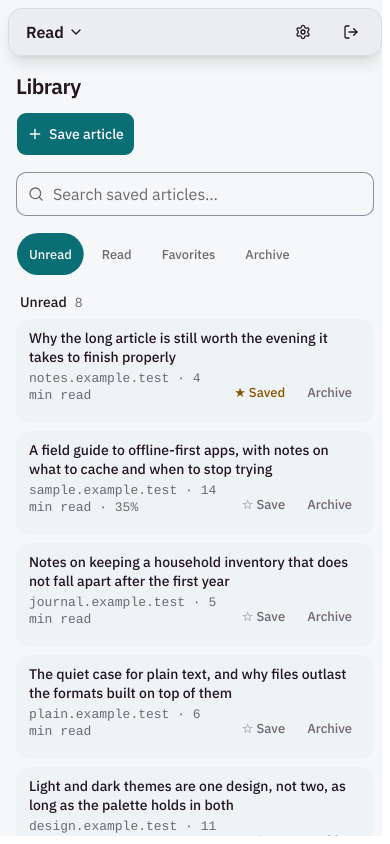 Read
Library
+ Save article
Search saved articles...
Unread
Read
Favorites
Archive
Unread 8
Why the long article is still worth the evening it
takes to finish properly
notes.example.test · 4
min read
★ Saved
Archive
A field guide to offline-first apps, with notes on
what to cache and when to stop trying
sample.example.test · 14
min read · 35%
☆ Save
Archive
Notes on keeping a household inventory that does
not fall apart after the first year
journal.example.test · 5
min read
☆ Save
Archive
The quiet case for plain text, and why files outlast
the formats built on top of them
plain.example.test · 6
min read
☆ Save
Archive
Light and dark themes are one design, not two, as
long as the palette holds in both
design.example.test · 11